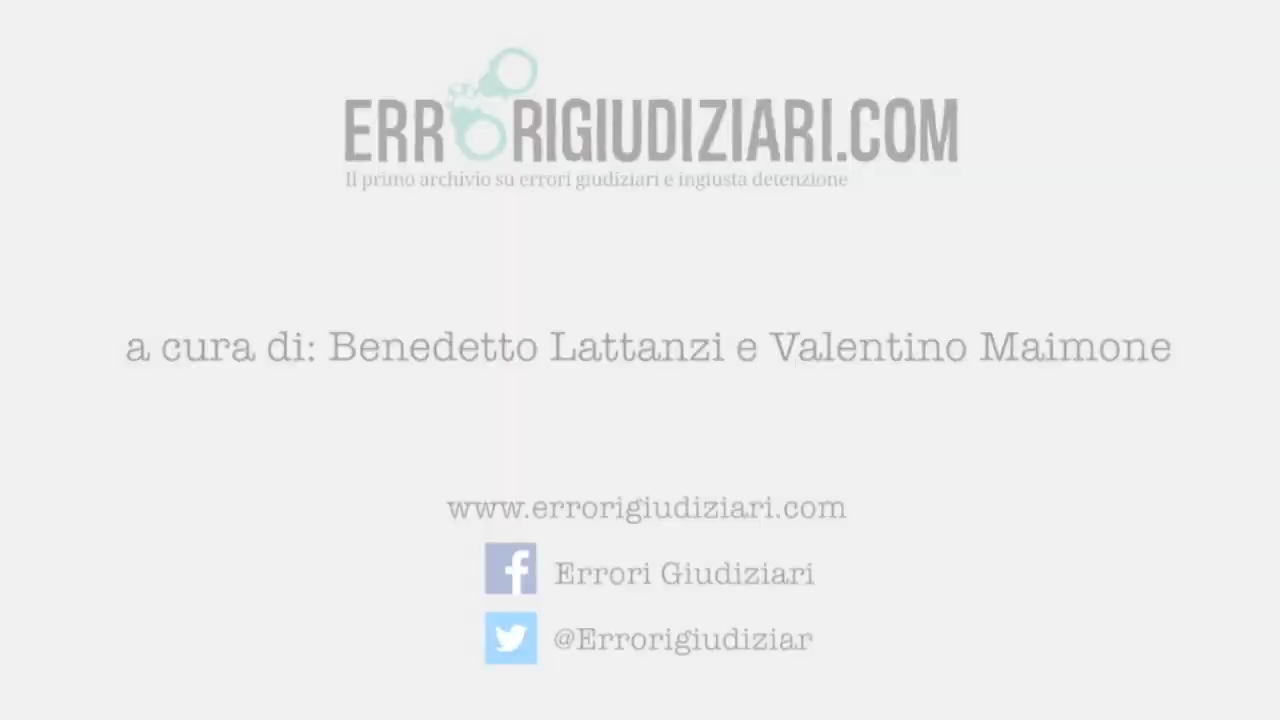 ERRORIGIUDIZIARI.COM
Il primo archivio su errori giudiziari e ingiusta detenzione
a cura di: Benedetto Lattanzi e Valentino Maimone
www.errorigiudiziari.com
Errori Giudiziari
@Errorigiudiziar